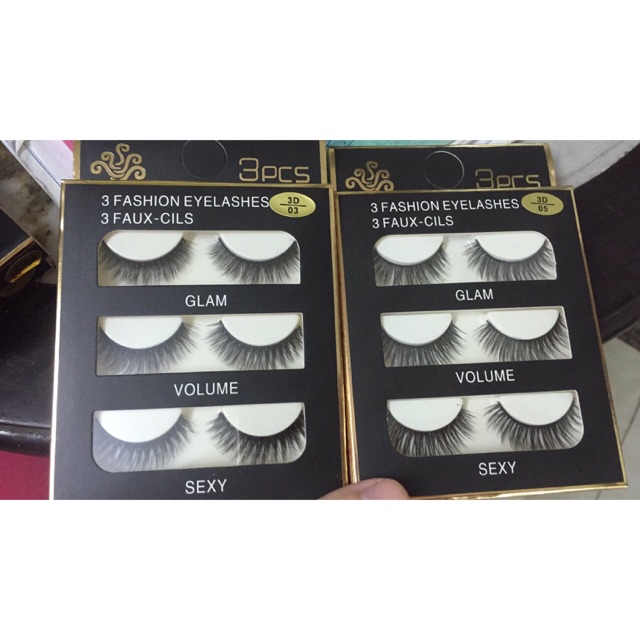 3PCS
3 FASHION EYELASHES
3 FAUX-CILS
3D
03
GLAM
VOLUME
SEXY
3PCS
3 FASHION EYELASHES
3 FAUX-CILS
3D
05
GLAM
VOLUME
SEXY